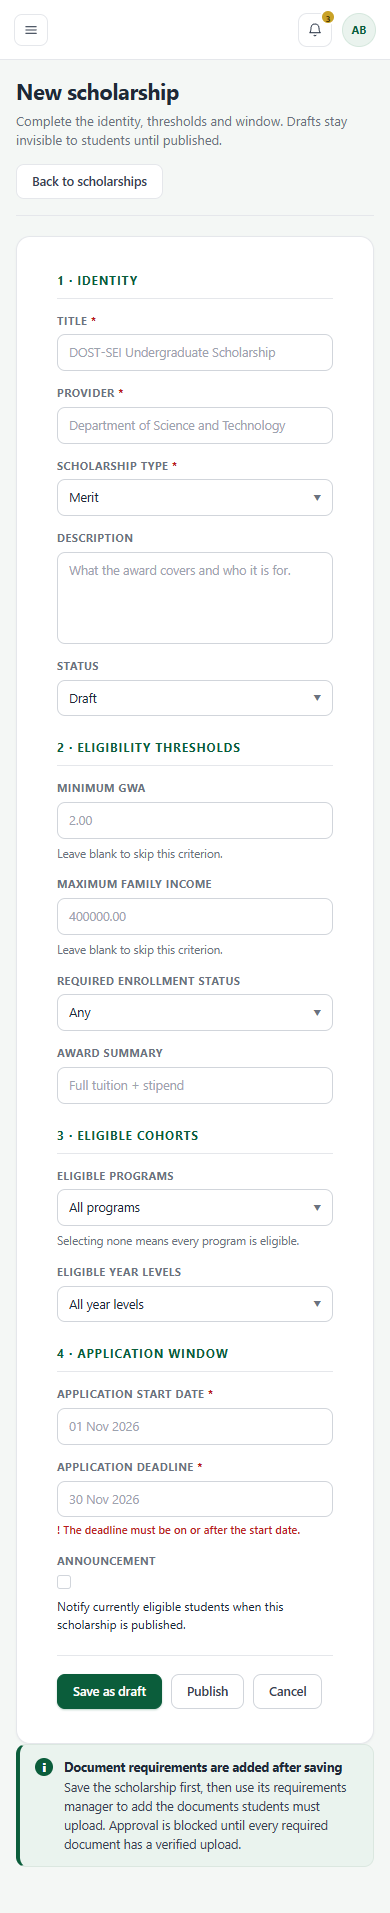 3
AB
New scholarship
Complete the identity, thresholds and window. Drafts stay
invisible to students until published.
Back to scholarships
1 · IDENTITY
TITLE *
DOST-SEI Undergraduate Scholarship
PROVIDER *
Department of Science and Technology
SCHOLARSHIP TYPE *
Merit
DESCRIPTION
What the award covers and who it is for.
STATUS
Draft
2 · ELIGIBILITY THRESHOLDS
MINIMUM GWA
2.00
Leave blank to skip this criterion.
MAXIMUM FAMILY INCOME
400000.00
Leave blank to skip this criterion.
REQUIRED ENROLLMENT STATUS
Any
AWARD SUMMARY
Full tuition + stipend
3 · ELIGIBLE COHORTS
ELIGIBLE PROGRAMS
All programs
Selecting none means every program is eligible.
ELIGIBLE YEAR LEVELS
All year levels
4 · APPLICATION WINDOW
APPLICATION START DATE *
01 Nov 2026
APPLICATION DEADLINE *
30 Nov 2026
! The deadline must be on or after the start date.
ANNOUNCEMENT
Notify currently eligible students when this
scholarship is published.
Save as draft
Publish
Cancel
Document requirements are added after saving
Save the scholarship first, then use its requirements
manager to add the documents students must
upload. Approval is blocked until every required
document has a verified upload.